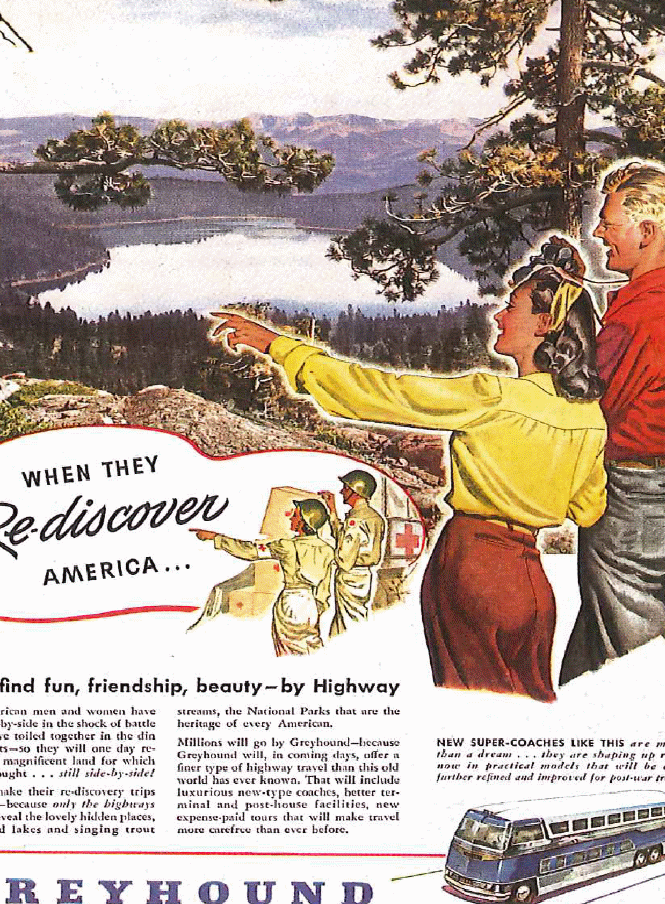 WHEN THEY
Re-discover
AMERICA...
find fun, friendship, beauty—by Highway
rican men and women have
by-side in the shock of battle
ve toiled together in the din
ts—so they will one day re-
magnificent land for which
ought . . . still side-by-side!
ake their re-discovery trips
—because only the highways
veal the lovely hidden places,
d lakes and singing trout
streams, the National Parks that are the
heritage of every American.
Millions will go by Greyhound—because
Greyhound will, in coming days, offer a
finer type of highway travel than this old
world has ever known. That will include
luxurious new-type coaches, better ter-
minal and post-house facilities, new
expense-paid tours that will make travel
more carefree than ever before.
NEW SUPER-COACHES LIKE THIS are m
than a dream . . . they are shaping up r
now in practical models that will be
further refined and improved for post-war tr
REYHOUND